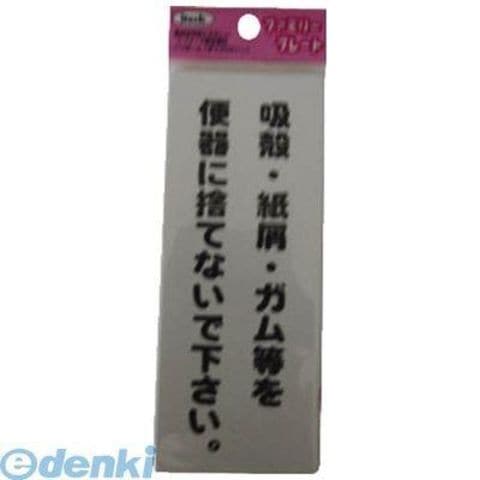 ファミリー
プレート
吸殻・紙屑・ガム等を
便器に捨てないで下さい。
edenki